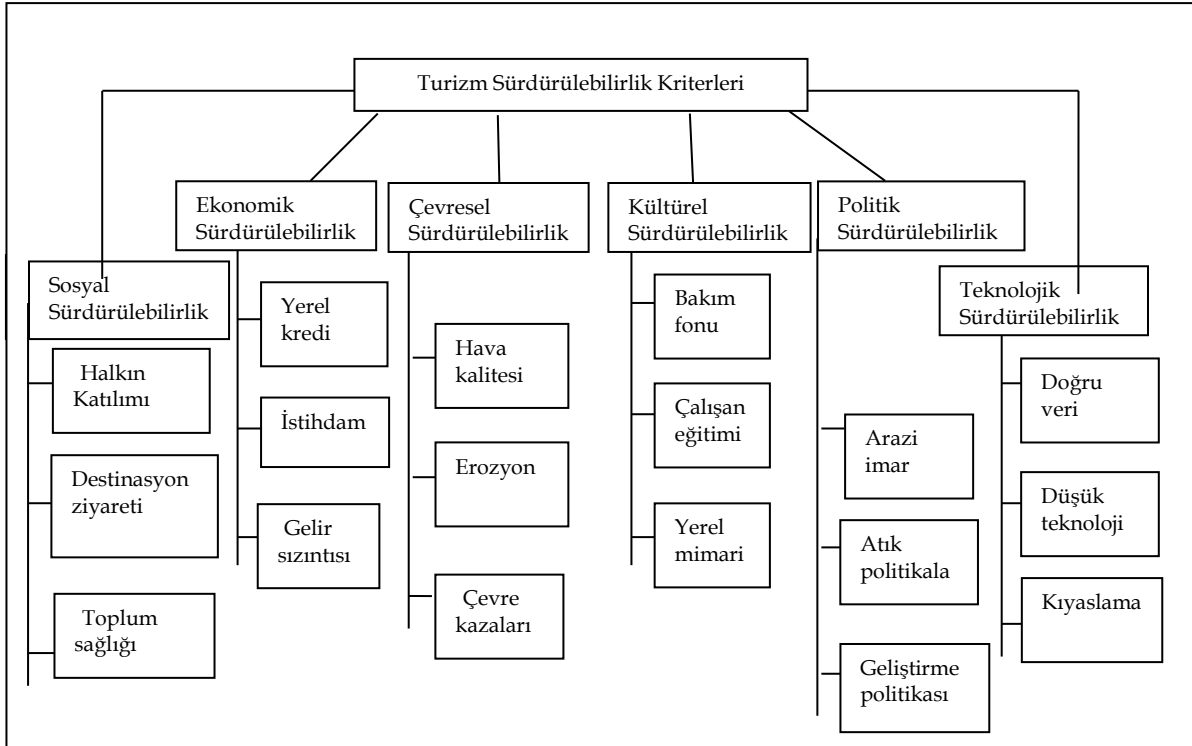 Turizm Sürdürülebilirlik Kriterleri
Sosyal
Sürdürülebilirlik
Halkın
Katılımı
Destinasyon
ziyareti
Toplum
sağlığı
Ekonomik
Sürdürülebilirlik
Yerel
kredi
İstihdam
Gelir
sızıntısı
Çevresel
Sürdürülebilirlik
Hava
kalitesi
Erozyon
Çevre
kazaları
Kültürel
Sürdürülebilirlik
Bakım
fonu
Çalışan
eğitimi
Yerel
mimari
Politik
Sürdürülebilirlik
Arazi
imar
Atık
politikala
Geliştirme
politikası
Teknolojik
Sürdürülebilirlik
Doğru
veri
Düşük
teknoloji
Kıyaslama